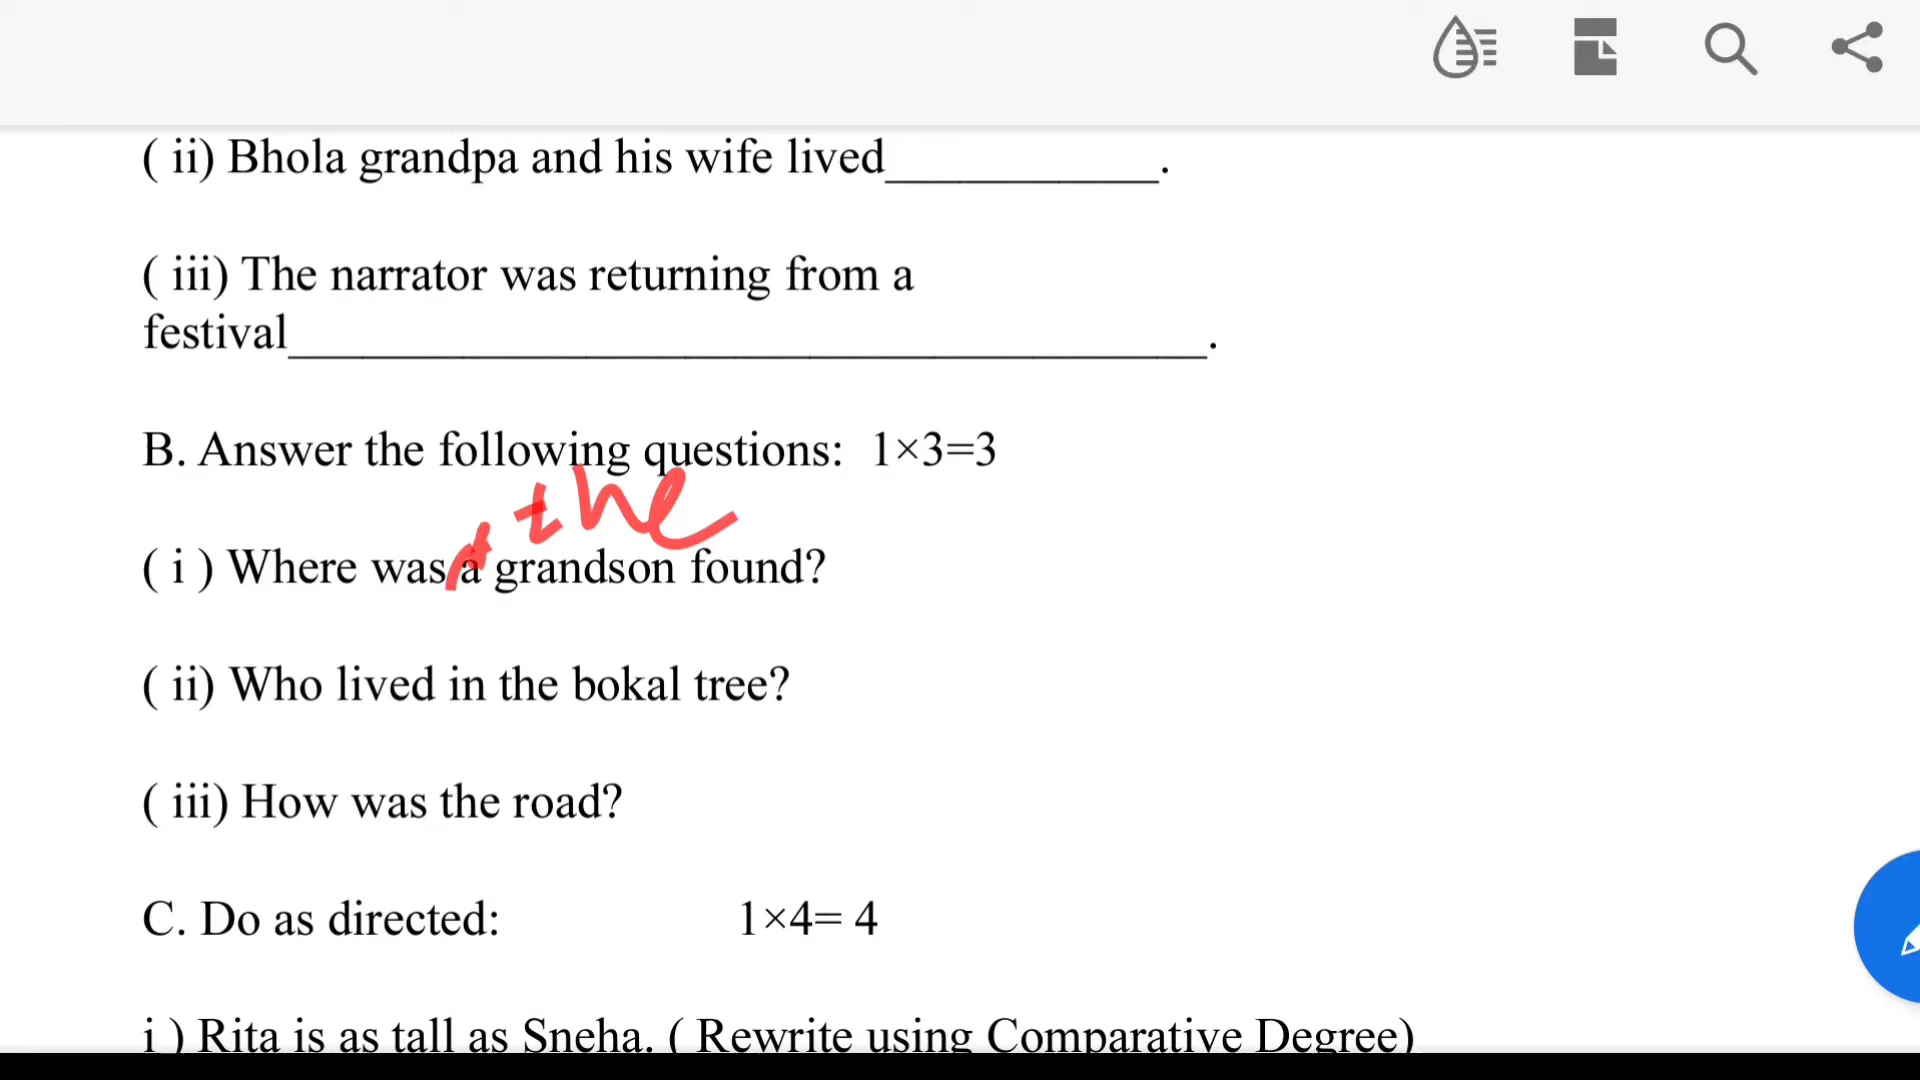 ( ii) Bhola grandpa and his wife lived___________.
( iii) The narrator was returning from a
festival_____________________________________.
B. Answer the following questions: 1×3=3
the
( i ) Where was a grandson found?
( ii) Who lived in the bokal tree?
( iii) How was the road?
C. Do as directed: 1×4= 4
i ) Rita is as tall as Sneha. ( Rewrite using Comparative Degree)